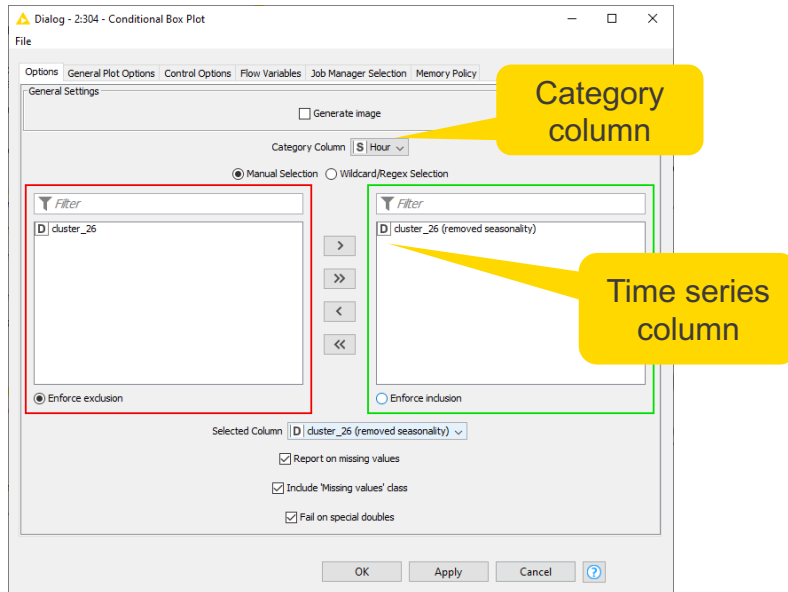 Dialog - 2:304 - Conditional Box Plot
File
Options General Plot Options Control Options Flow Variables Job Manager Selection Memory Policy
General Settings
Generate image
Category
column
Category Column S Hour
Manual Selection Wildcard/Regex Selection
Filter
Filter
D cluster_26
D cluster_26 (removed seasonality)
>
>>
<
<<
Time series
column
Enforce exclusion
Enforce inclusion
Selected Column D cluster_26 (removed seasonality)
Report on missing values
Include 'Missing values' class
Fail on special doubles
OK Apply Cancel ?